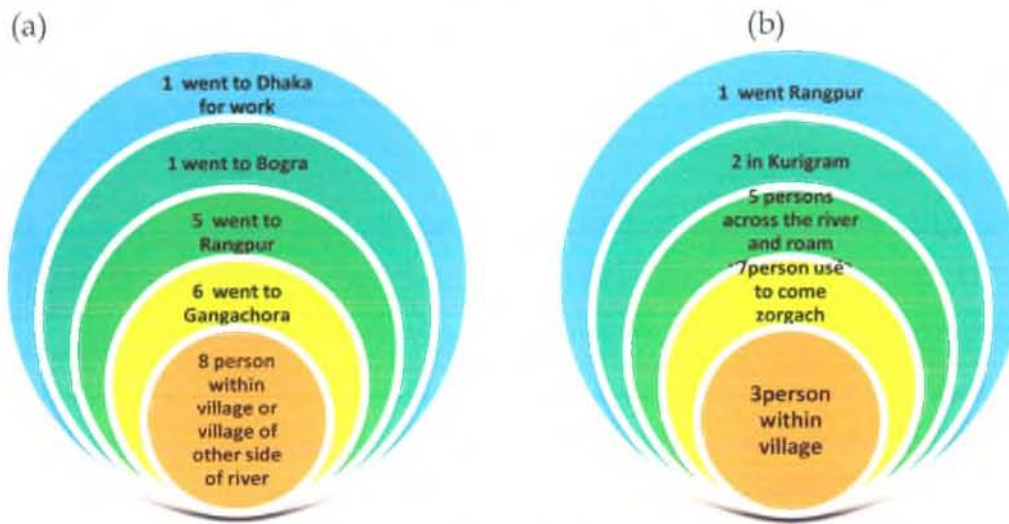 (a)
1 went to Dhaka
for work
1 went to Bogra
5 went to
Rangpur
6 went to
Gangachora
8 person
within
village or
village of
other side
of river
(b)
1 went Rangpur
2 in Kurigram
5 persons
across the river
and roam
7person use
to come
zorgach
3person
within
village